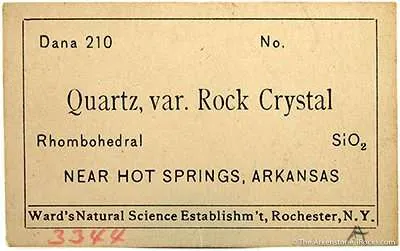 Dana 210 No.
Quartz, var. Rock Crystal
Rhombohedral SiO₂
NEAR HOT SPRINGS, ARKANSAS
Ward's Natural Science Establishm't, Rochester, N.Y.
3344 A